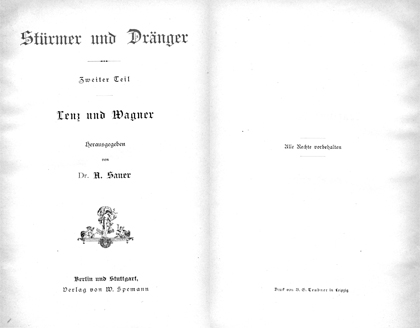 Stürmer und Dränger
Zweiter Teil
Lenz und Wagner
Herausgegeben
von
Dr. A. Sauer
Berlin und Stuttgart,
Verlag von W. Spemann
Alle Rechte vorbehalten
Druck von B. G. Teubner in Leipzig